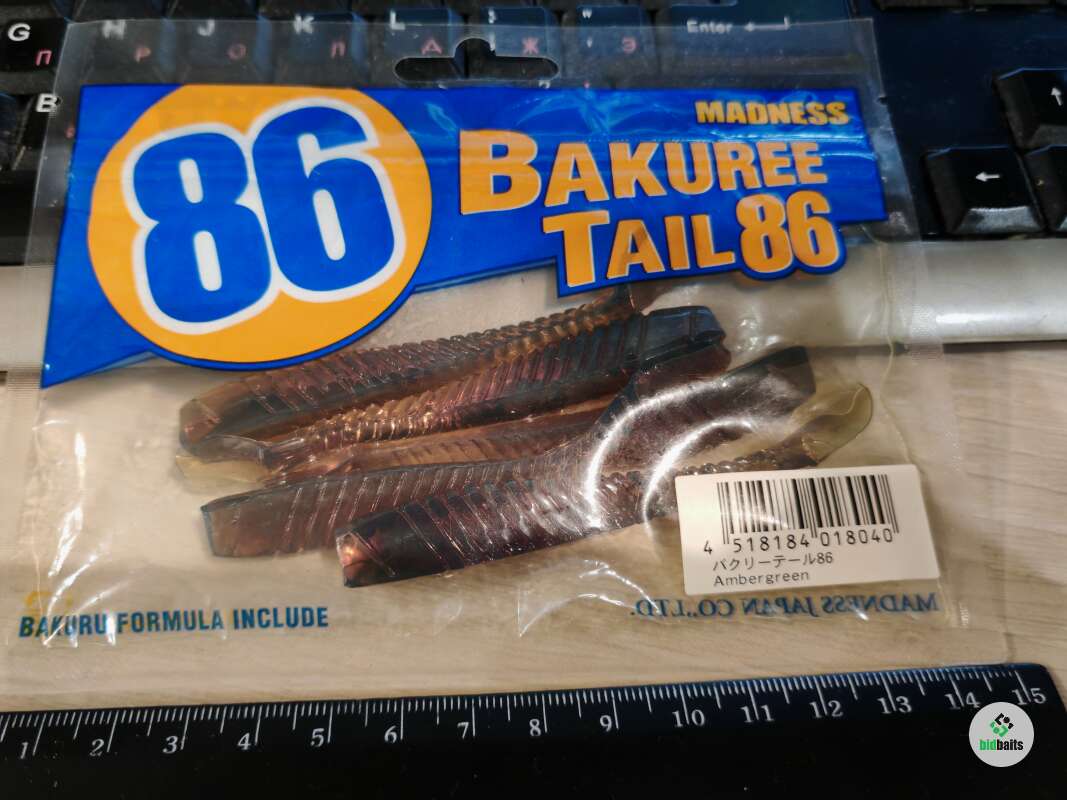 G П
H Р
J О
K Л
L Д
; Ж
" ' Э
Enter
B
86
MADNESS
BAKUREE
TAIL 86
4 518184 018040
バクリーテール86
Ambergreen
BAKURU FORMULA INCLUDE
MADNESS JAPAN CO.,LTD.
1 2 3 4 5 6 7 8 9 10 11 12 13 14 15
bidbaits